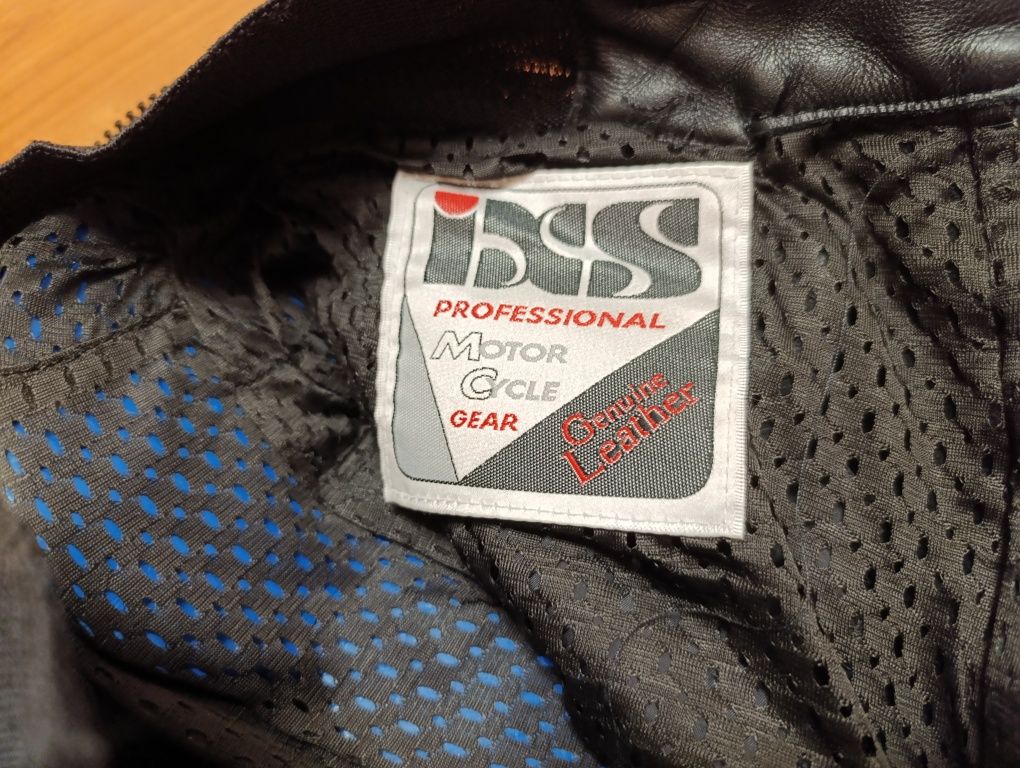 iXS
PROFESSIONAL
MOTOR
CYCLE
GEAR
Genuine
Leather